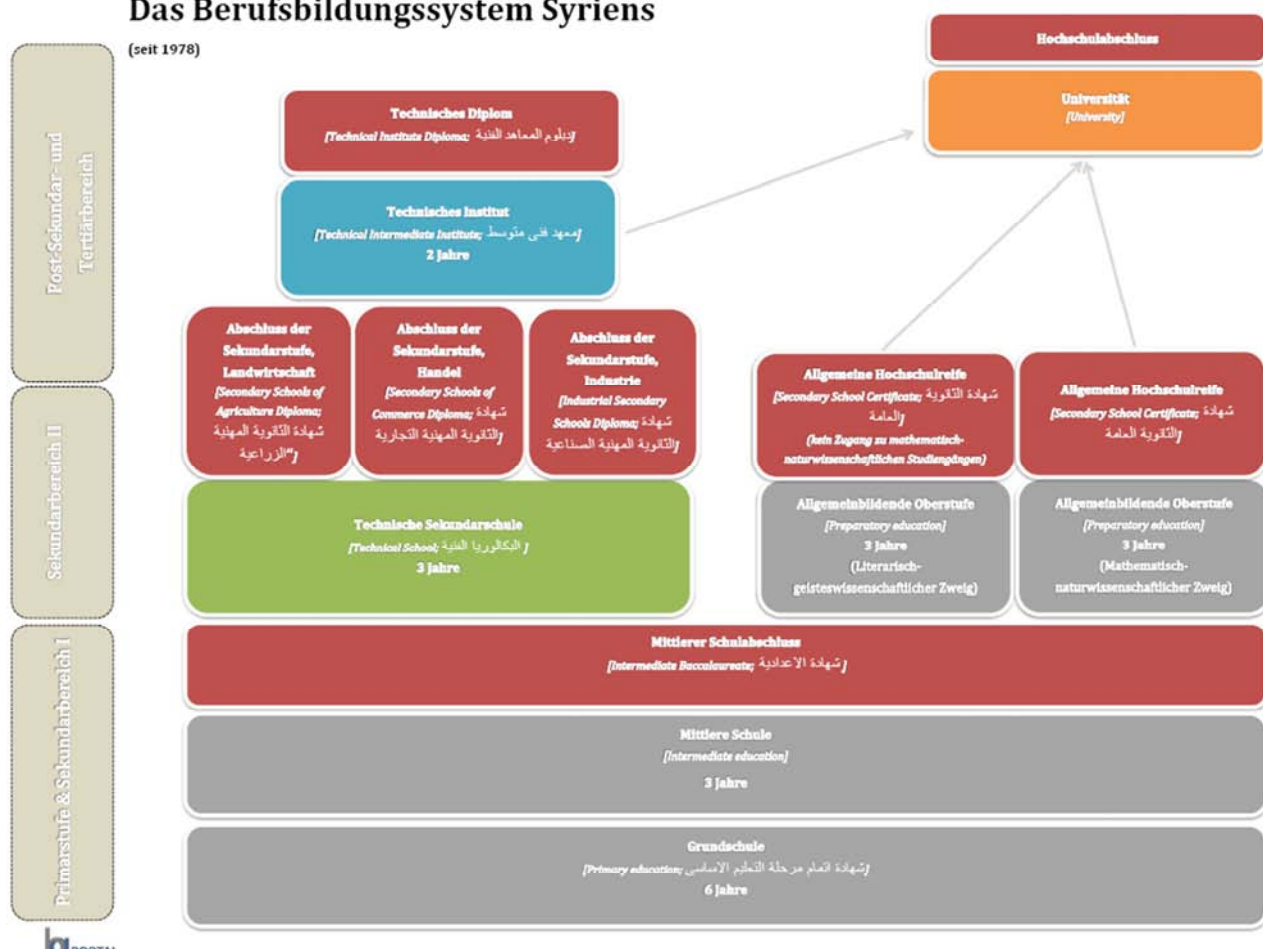 Das Berufsbildungssystem Syriens
(seit 1978)
Hochschulabschluss
Universität
[University]
Technisches Diplom
[Technical Institute Diploma; دبلوم المعاهد الفنية]
Technisches Institut
[Technical Intermediate Institute; معهد فني متوسط]
2 Jahre
Post-Sekundar- und
Tertiärbereich
Abschluss der
Sekundarstufe,
Landwirtschaft
[Secondary Schools of
Agriculture Diploma;
شهادة الثانوية المهنية
الزراعية"]
Abschluss der
Sekundarstufe,
Handel
[Secondary Schools of
Commerce Diploma; شهادة
الثانوية المهنية التجارية]
Abschluss der
Sekundarstufe,
Industrie
[Industrial Secondary
Schools Diploma; شهادة
الثانوية المهنية الصناعية]
Allgemeine Hochschulreife
[Secondary School Certificate; شهادة الثانوية
العامة]
(kein Zugang zu mathematisch-
naturwissenschaftlichen Studiengängen)
Allgemeine Hochschulreife
[Secondary School Certificate; شهادة
الثانوية العامة]
Sekundarbereich II
Technische Sekundarschule
[Technical School; البكالوريا الفنية ]
3 Jahre
Allgemeinbildende Oberstufe
[Preparatory education]
3 Jahre
(Literarisch-
geisteswissenschaftlicher Zweig)
Allgemeinbildende Oberstufe
[Preparatory education]
3 Jahre
(Mathematisch-
naturwissenschaftlicher Zweig)
Primarstufe & Sekundarbereich I
Mittlerer Schulabschluss
[Intermediate Baccalaureate; شهادة الاعدادية ]
Mittlere Schule
[Intermediate education]
3 Jahre
Grundschule
[Primary education; شهادة اتمام مرحلة التعليم الاساسى]
6 Jahre